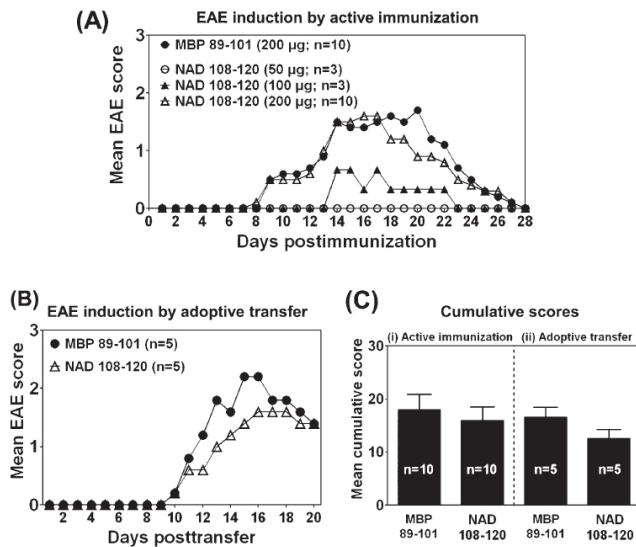 (A)
EAE induction by active immunization
MBP 89-101 (200 µg; n=10)
NAD 108-120 (50 µg; n=3)
NAD 108-120 (100 µg; n=3)
NAD 108-120 (200 µg; n=10)
Mean EAE score
3
2
1
0
0 2 4 6 8 10 12 14 16 18 20 22 24 26 28
Days postimmunization
(B)
EAE induction by adoptive transfer
MBP 89-101 (n=5)
NAD 108-120 (n=5)
Mean EAE score
3
2
1
0
2 4 6 8 10 12 14 16 18 20
Days posttransfer
(C)
Cumulative scores
(i) Active immunization (ii) Adoptive transfer
Mean cumulative score
30
20
10
0
n=10 n=10 n=5 n=5
MBP NAD MBP NAD
89-101 108-120 89-101 108-120